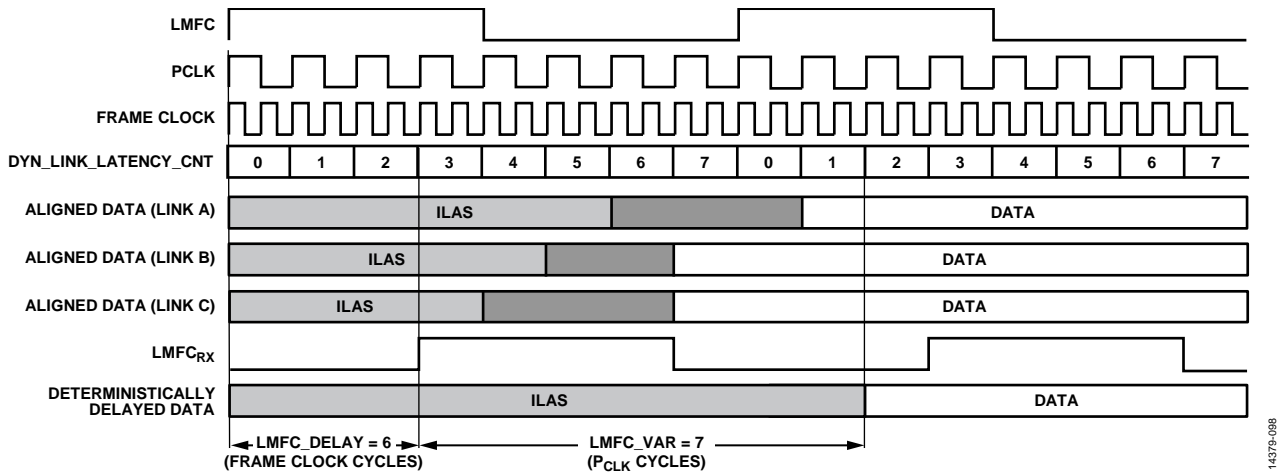 LMFC
PCLK
FRAME CLOCK
DYN_LINK_LATENCY_CNT 0 1 2 3 4 5 6 7 0 1 2 3 4 5 6 7
ALIGNED DATA (LINK A) ILAS DATA
ALIGNED DATA (LINK B) ILAS DATA
ALIGNED DATA (LINK C) ILAS DATA
LMFCRX
DETERMINISTICALLY
DELAYED DATA
ILAS DATA
LMFC_DELAY = 6 LMFC_VAR = 7
(FRAME CLOCK CYCLES) (PCLK CYCLES)
14379-098